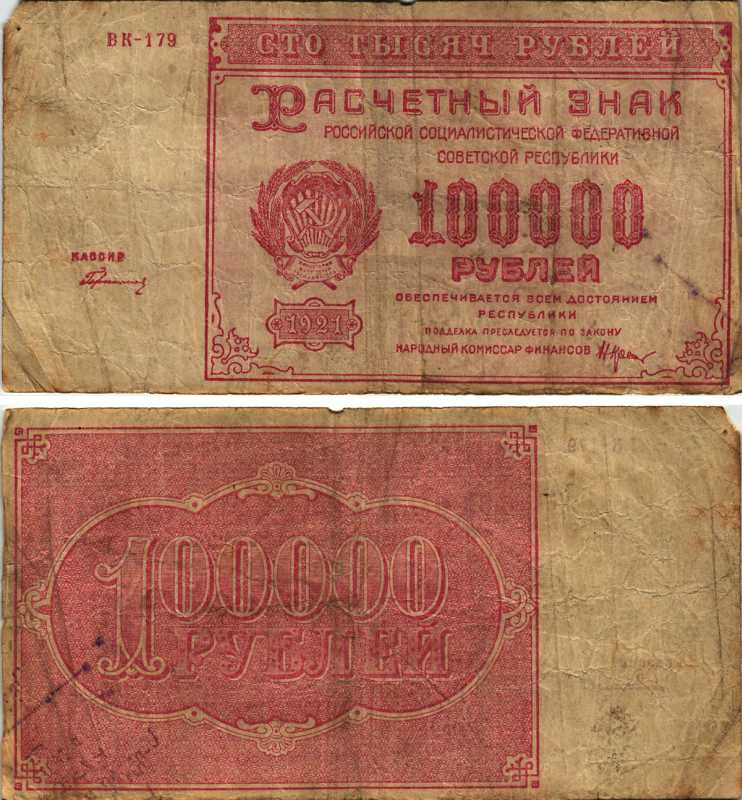 ВК-179
СТО ТЫСЯЧ РУБЛЕЙ
РАСЧЕТНЫЙ ЗНАК
РОССИЙСКОЙ СОЦИАЛИСТИЧЕСКОЙ ФЕДЕРАТИВНОЙ
СОВЕТСКОЙ РЕСПУБЛИКИ
100000
РУБЛЕЙ
КАССИР
1921
ОБЕСПЕЧИВАЕТСЯ ВСЕМ ДОСТОЯНИЕМ
РЕСПУБЛИКИ
ПОДДЕЛКА ПРЕСЛЕДУЕТСЯ ПО ЗАКОНУ
НАРОДНЫЙ КОМИССАР ФИНАНСОВ
100000
РУБЛЕЙ